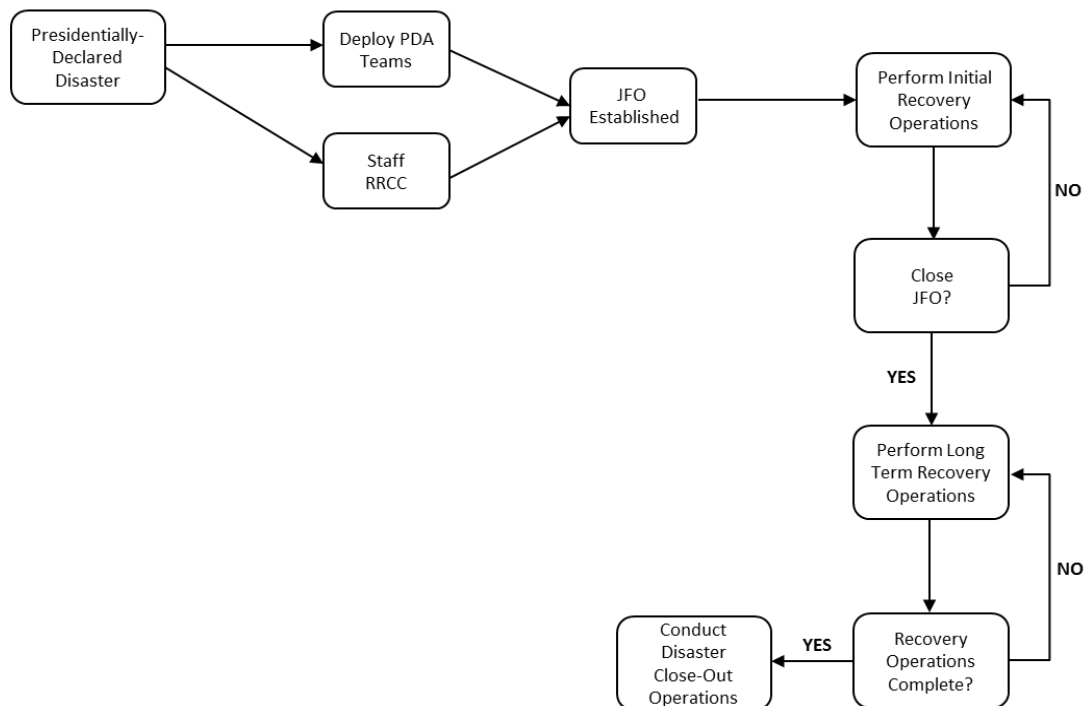 Presidentially-
Declared
Disaster
Deploy PDA
Teams
Staff
RRCC
JFO
Established
Perform Initial
Recovery
Operations
NO
Close
JFO?
YES
Perform Long
Term Recovery
Operations
NO
Recovery
Operations
Complete?
YES
Conduct
Disaster
Close-Out
Operations